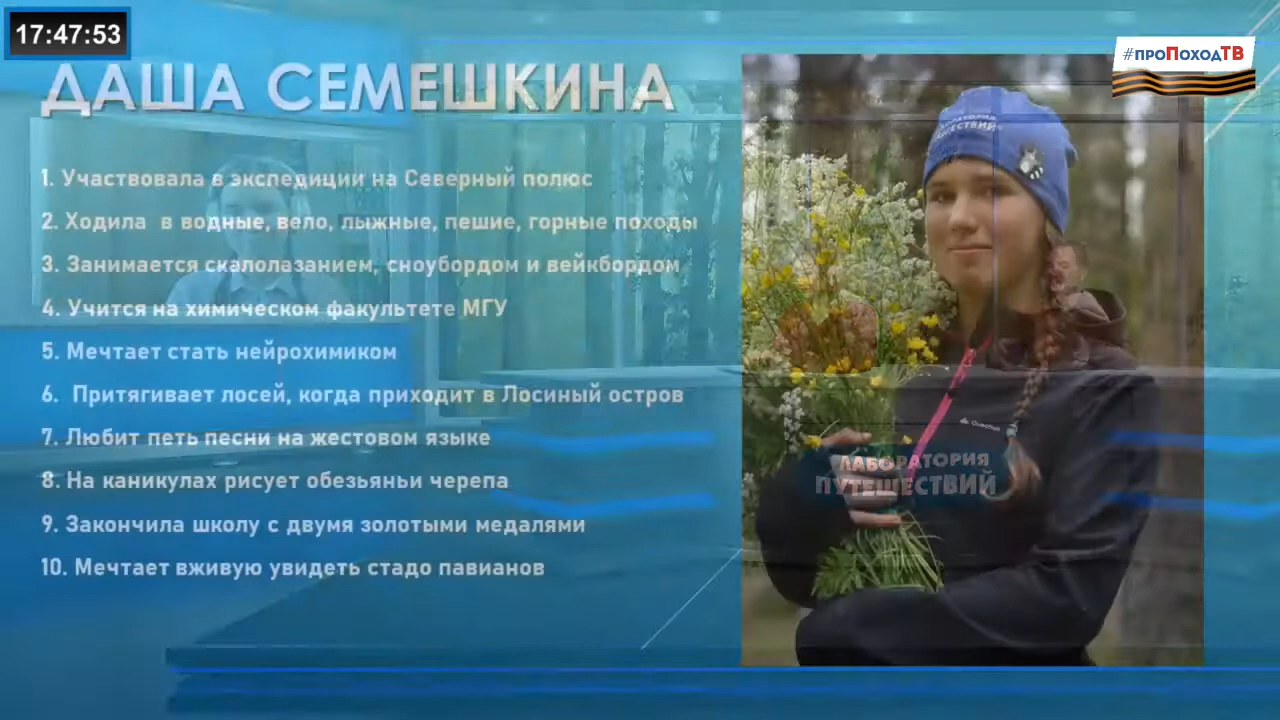 17:47:53
#проПоходТВ
ДАША СЕМЕШКИНА
1. Участвовала в экспедиции на Северный полюс
2. Ходила в водные, вело, лыжные, пешие, горные походы
3. Занимается скалолазанием, сноубордом и вейкбордом
4. Учится на химическом факультете МГУ
5. Мечтает стать нейрохимиком
6. Притягивает лосей, когда приходит в Лосиный остров
7. Любит петь песни на жестовом языке
8. На каникулах рисует обезьяньи черепа
9. Закончила школу с двумя золотыми медалями
10. Мечтает вживую увидеть стадо павианов
ЛАБОРАТОРИЯ
ПУТЕШЕСТВИЙ